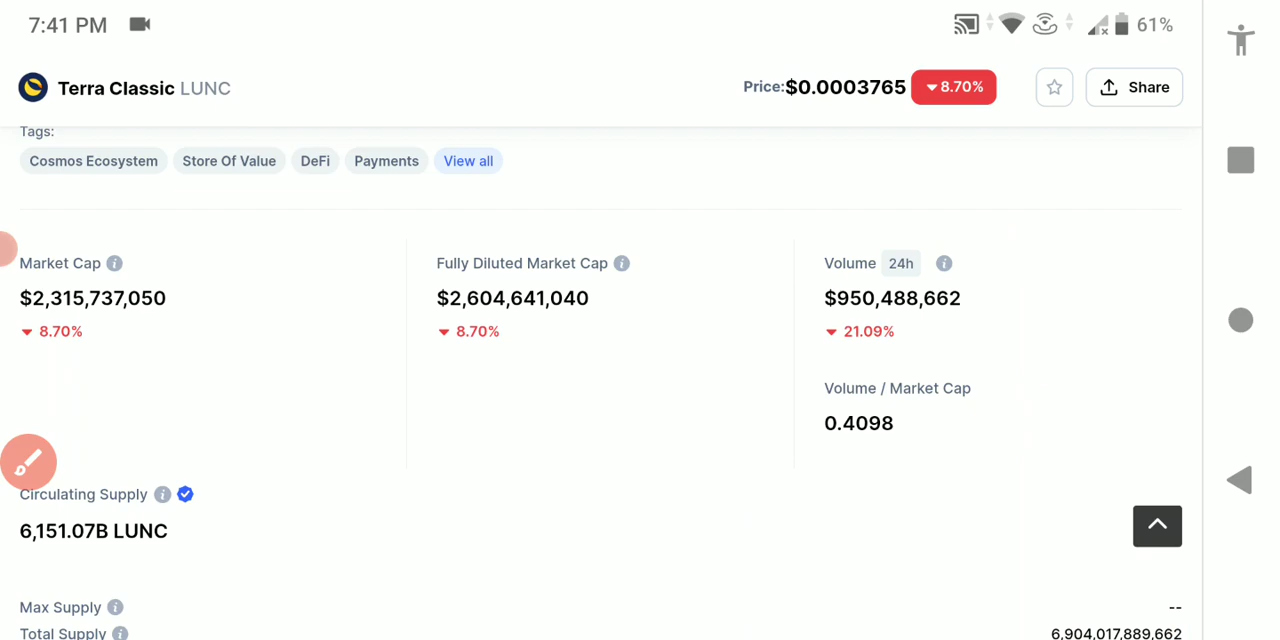 7:41 PM
61%
Terra Classic LUNC
Price:$0.0003765
8.70%
Share
Tags:
Cosmos Ecosystem
Store Of Value
DeFi
Payments
View all
Market Cap
$2,315,737,050
8.70%
Fully Diluted Market Cap
$2,604,641,040
8.70%
Volume 24h
$950,488,662
21.09%
Volume / Market Cap
0.4098
Circulating Supply
6,151.07B LUNC
Max Supply
--
Total Supply
6,904,017,889,662